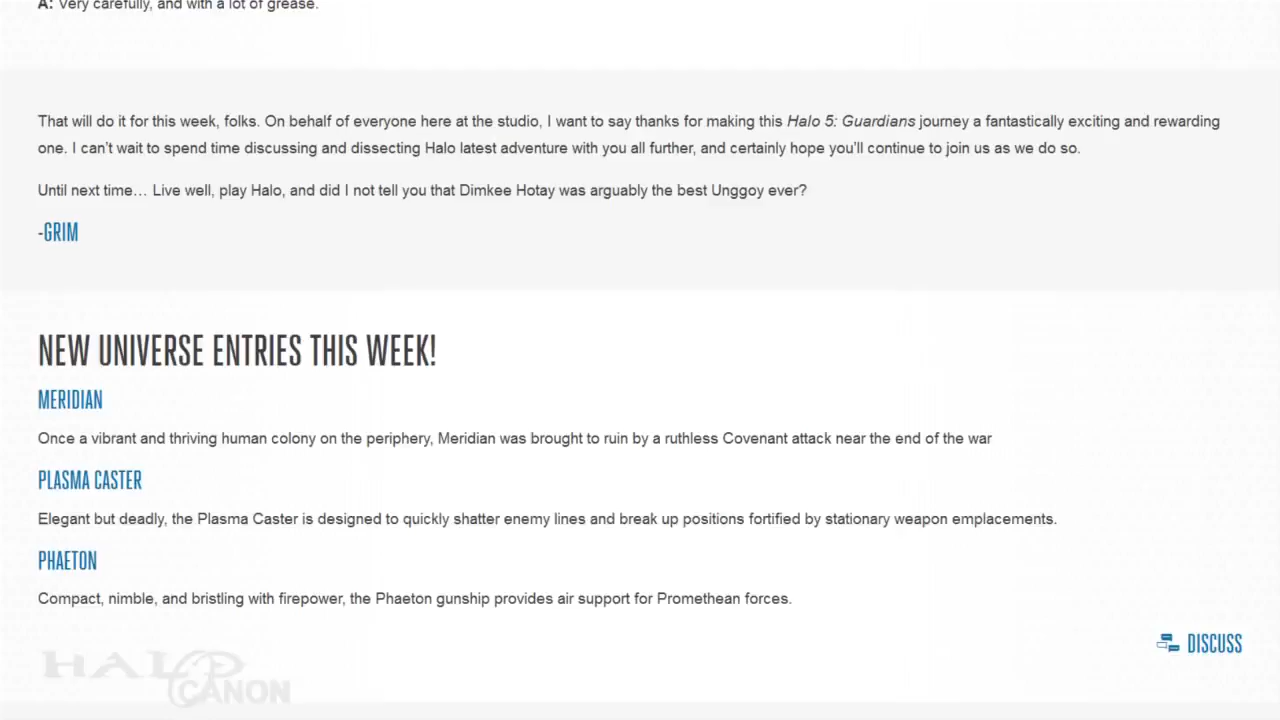 A: Very carefully, and with a lot of grease.
That will do it for this week, folks. On behalf of everyone here at the studio, I want to say thanks for making this Halo 5: Guardians journey a fantastically exciting and rewarding
one. I can't wait to spend time discussing and dissecting Halo latest adventure with you all further, and certainly hope you'll continue to join us as we do so.
Until next time… Live well, play Halo, and did I not tell you that Dimkee Hotay was arguably the best Unggoy ever?
-GRIM
NEW UNIVERSE ENTRIES THIS WEEK!
MERIDIAN
Once a vibrant and thriving human colony on the periphery, Meridian was brought to ruin by a ruthless Covenant attack near the end of the war
PLASMA CASTER
Elegant but deadly, the Plasma Caster is designed to quickly shatter enemy lines and break up positions fortified by stationary weapon emplacements.
PHAETON
Compact, nimble, and bristling with firepower, the Phaeton gunship provides air support for Promethean forces.
DISCUSS
HALO
CANON